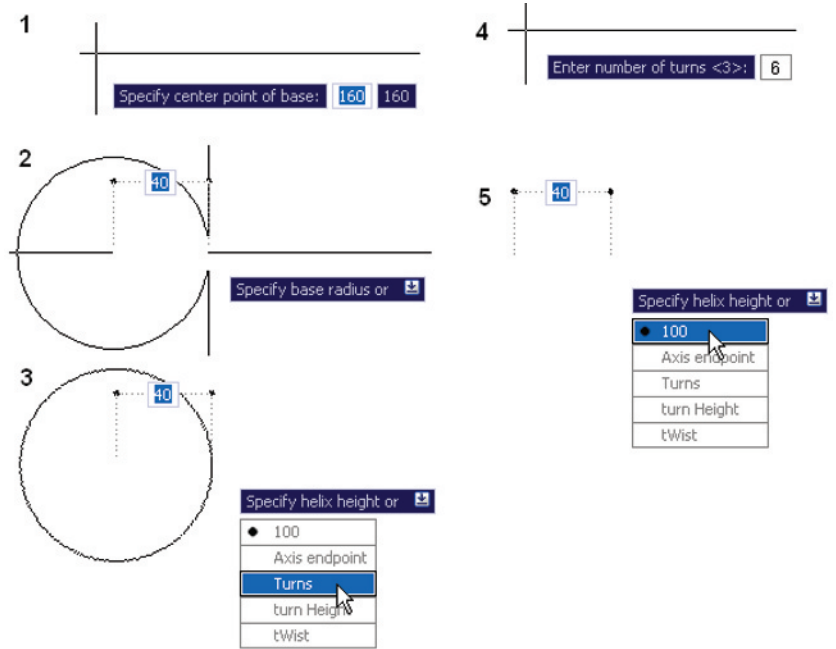 1
Specify center point of base: 160 160
2
40
Specify base radius or
3
40
Specify helix height or
100
Axis endpoint
Turns
turn Height
tWist
4
Enter number of turns <3>: 6
5
40
Specify helix height or
100
Axis endpoint
Turns
turn Height
tWist